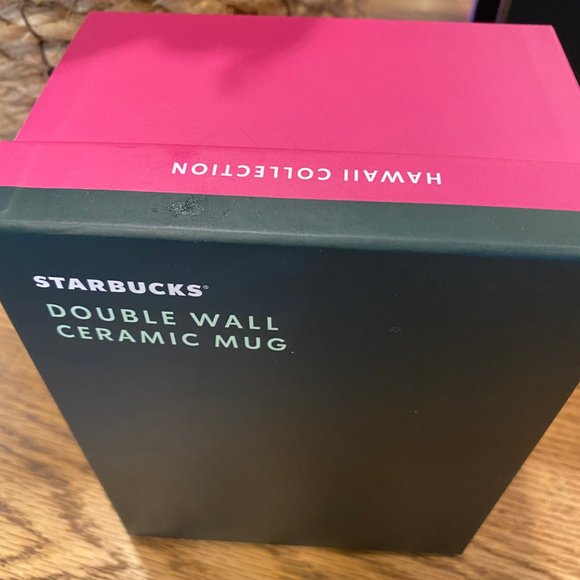 HAWAII COLLECTION
STARBUCKS®
DOUBLE WALL
CERAMIC MUG